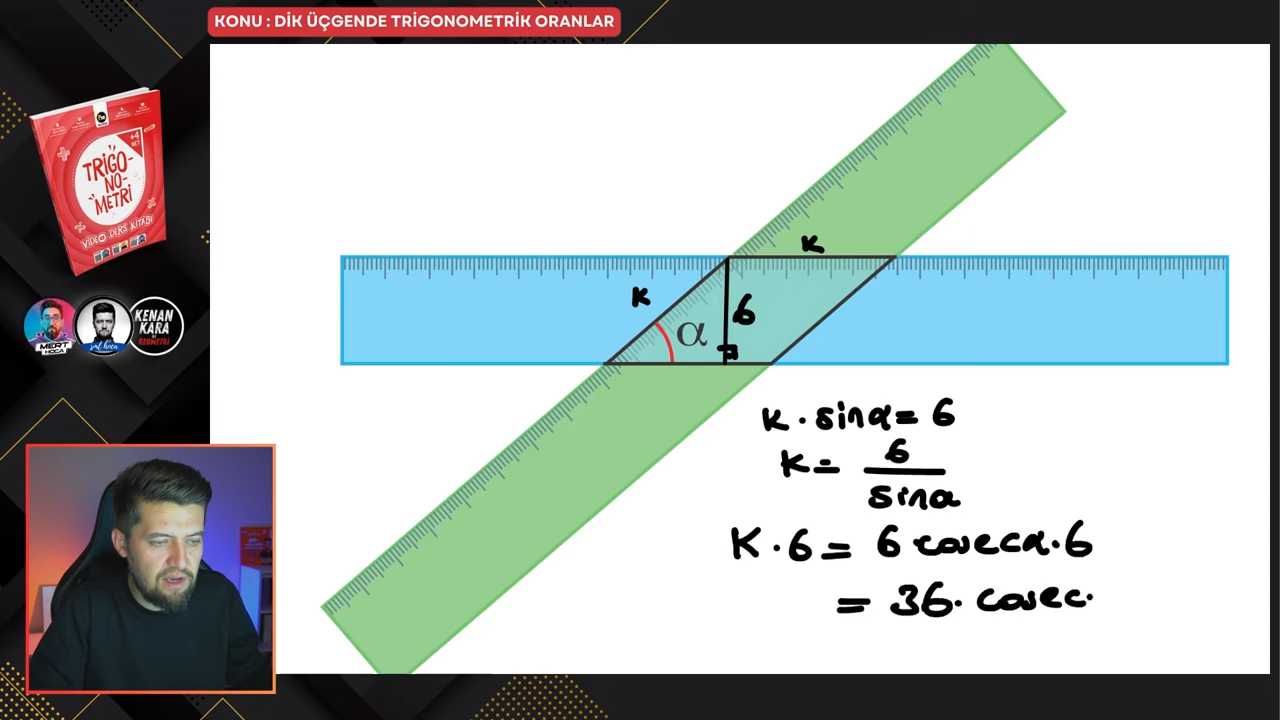 KONU : DİK ÜÇGENDE TRİGONOMETRİK ORANLAR
+4 NET
TRİGO-
NO-
METRİ
VİDEO DERS KİTABI
MERT HOCA
KENAN
KARA
GEOMETRİ
K
K
α
6
K · sinα = 6
K = 6
sinα
K · 6 = 6 cosecα · 6
= 36 · cosec